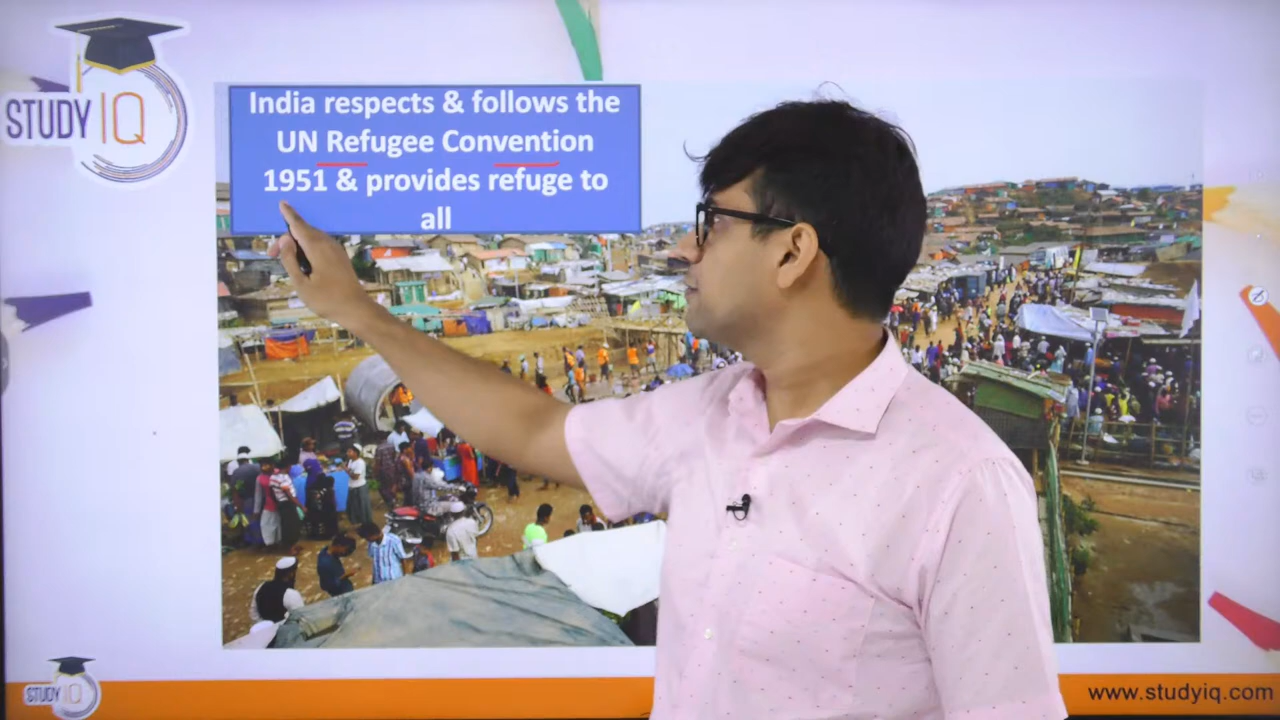 STUDY IQ
India respects & follows the
UN Refugee Convention
1951 & provides refuge to
all
STUDY IQ
www.studyiq.com